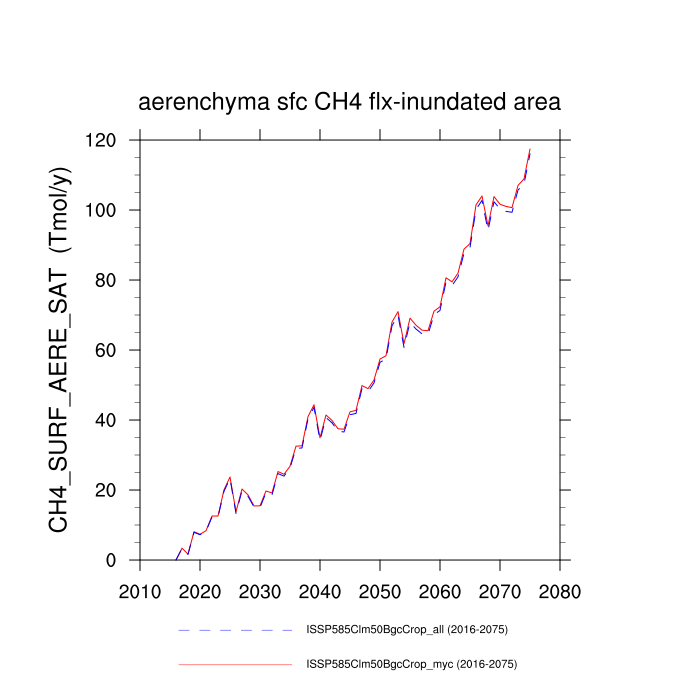 aerenchyma sfc CH4 flx-inundated area
CH4_SURF_AERE_SAT (Tmol/y)
120
100
80
60
40
20
0
2010 2020 2030 2040 2050 2060 2070 2080
ISSP585Clm50BgcCrop_all (2016-2075)
ISSP585Clm50BgcCrop_myc (2016-2075)